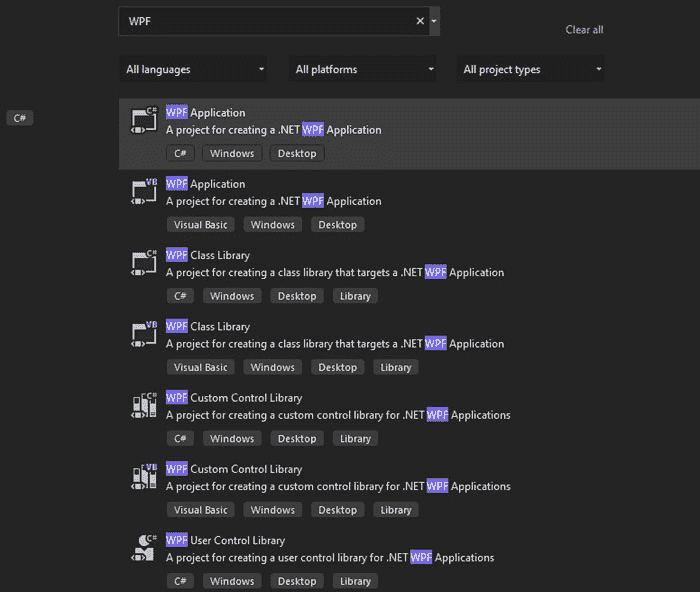 WPF
Clear all
All languages All platforms All project types
C#
WPF Application
A project for creating a .NET WPF Application
C# Windows Desktop
WPF Application
A project for creating a .NET WPF Application
Visual Basic Windows Desktop
WPF Class Library
A project for creating a class library that targets a .NET WPF Application
C# Windows Desktop Library
WPF Class Library
A project for creating a class library that targets a .NET WPF Application
Visual Basic Windows Desktop Library
WPF Custom Control Library
A project for creating a custom control library for .NET WPF Applications
C# Windows Desktop Library
WPF Custom Control Library
A project for creating a custom control library for .NET WPF Applications
Visual Basic Windows Desktop Library
WPF User Control Library
A project for creating a user control library for .NET WPF Applications
C# Windows Desktop Library